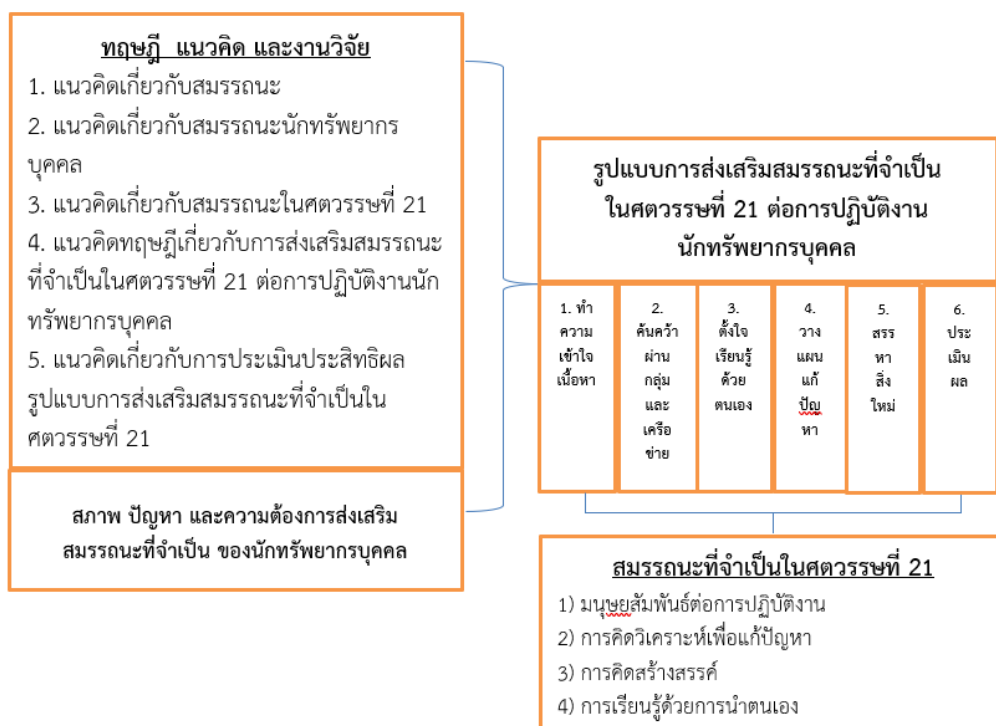 ทฤษฎี แนวคิด และงานวิจัย
1. แนวคิดเกี่ยวกับสมรรถนะ
2. แนวคิดเกี่ยวกับสมรรถนะนักทรัพยากร
บุคคล
3. แนวคิดเกี่ยวกับสมรรถนะในศตวรรษที่ 21
4. แนวคิดทฤษฎีเกี่ยวกับการส่งเสริมสมรรถนะ
ที่จำเป็นในศตวรรษที่ 21 ต่อการปฏิบัติงานนัก
ทรัพยากรบุคคล
5. แนวคิดเกี่ยวกับการประเมินประสิทธิผล
รูปแบบการส่งเสริมสมรรถนะที่จำเป็นใน
ศตวรรษที่ 21
สภาพ ปัญหา และความต้องการส่งเสริม
สมรรถนะที่จำเป็น ของนักทรัพยากรบุคคล
รูปแบบการส่งเสริมสมรรถนะที่จำเป็น
ในศตวรรษที่ 21 ต่อการปฏิบัติงาน
นักทรัพยากรบุคคล
1. ทำ
ความ
เข้าใจ
เนื้อหา
2.
ค้นคว้า
ผ่าน
กลุ่ม
และ
เครือ
ข่าย
3.
ตั้งใจ
เรียนรู้
ด้วย
ตนเอง
4.
วาง
แผน
แก้
ปัญ
หา
5.
สรร
หา
สิ่ง
ใหม่
6.
ประ
เมิน
ผล
สมรรถนะที่จำเป็นในศตวรรษที่ 21
1) มนุษยสัมพันธ์ต่อการปฏิบัติงาน
2) การคิดวิเคราะห์เพื่อแก้ปัญหา
3) การคิดสร้างสรรค์
4) การเรียนรู้ด้วยการนำตนเอง